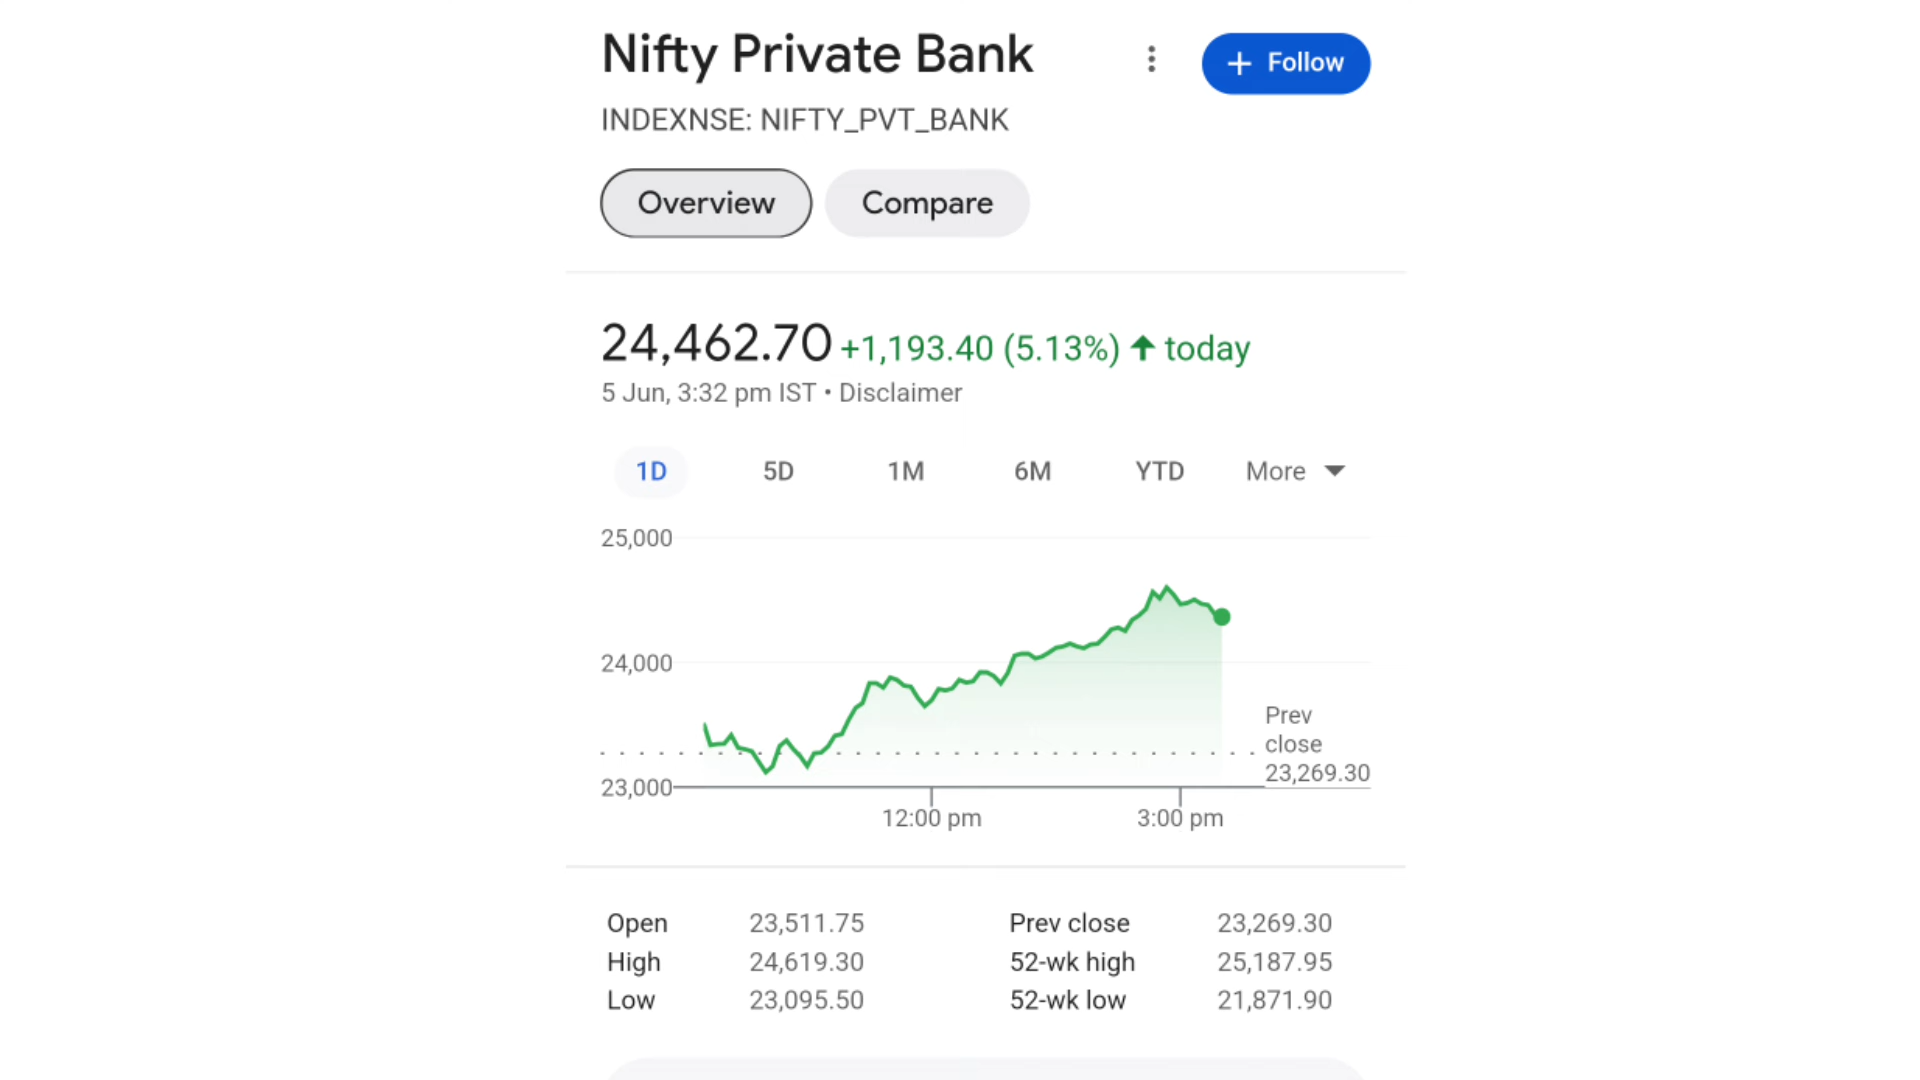 Nifty Private Bank
+ Follow
INDEXNSE: NIFTY_PVT_BANK
Overview Compare
24,462.70 +1,193.40 (5.13%) ↑ today
5 Jun, 3:32 pm IST • Disclaimer
1D 5D 1M 6M YTD More
25,000
24,000
23,000
Prev
close
23,269.30
12:00 pm 3:00 pm
Open 23,511.75 Prev close 23,269.30
High 24,619.30 52-wk high 25,187.95
Low 23,095.50 52-wk low 21,871.90